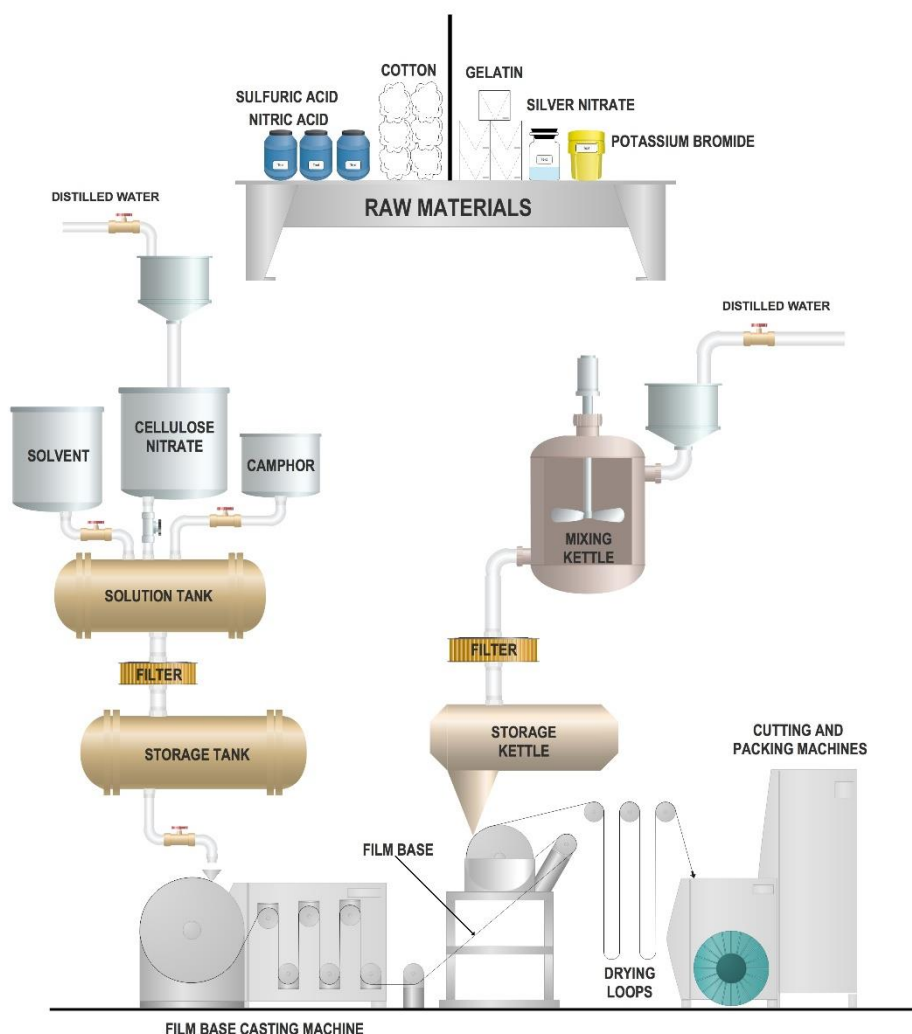 COTTON
GELATIN
SULFURIC ACID
NITRIC ACID
SILVER NITRATE
POTASSIUM BROMIDE
RAW MATERIALS
DISTILLED WATER
DISTILLED WATER
SOLVENT
CELLULOSE
NITRATE
CAMPHOR
MIXING
KETTLE
SOLUTION TANK
FILTER
FILTER
STORAGE TANK
STORAGE
KETTLE
CUTTING AND
PACKING MACHINES
FILM BASE
DRYING
LOOPS
FILM BASE CASTING MACHINE